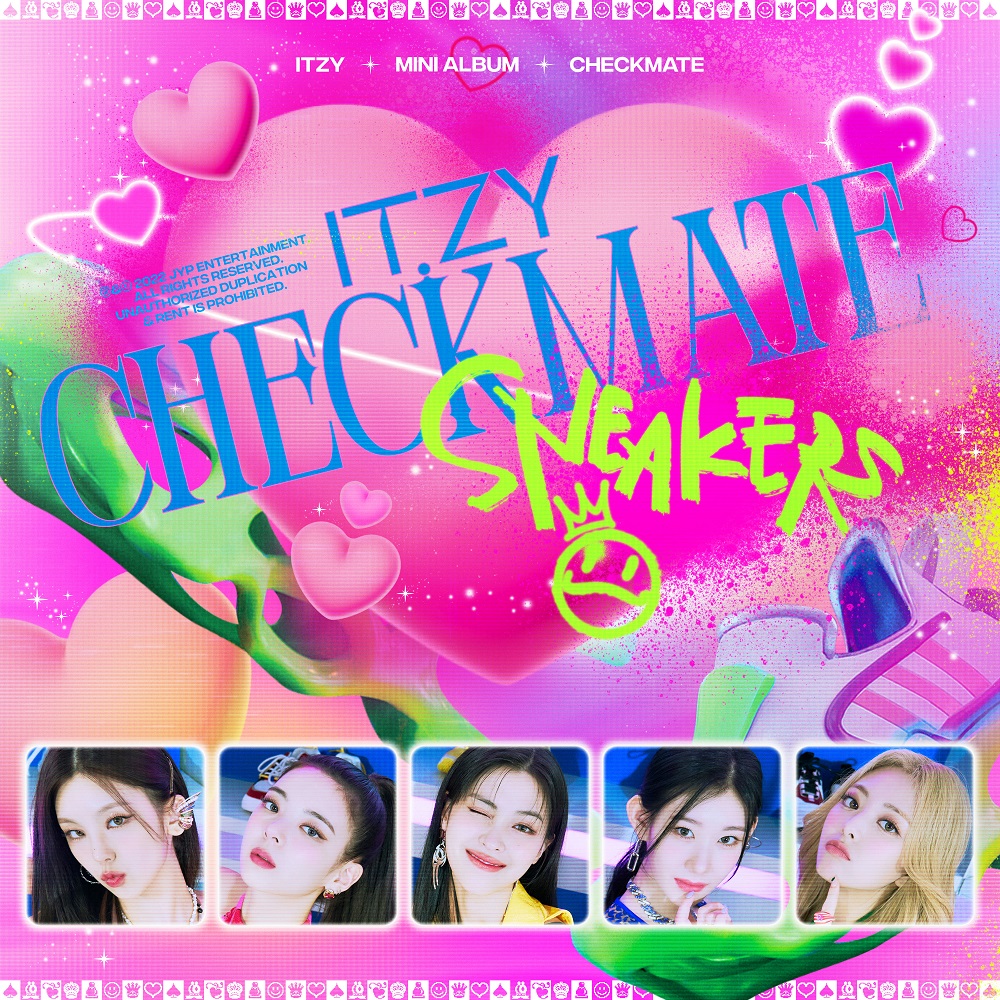 ITZY MINI ALBUM CHECKMATE
ITZY
℗&© 2022 JYP ENTERTAINMENT.
ALL RIGHTS RESERVED.
UNAUTHORIZED DUPLICATION
& RENT IS PROHIBITED.
CHECKMATE
SNEAKERS